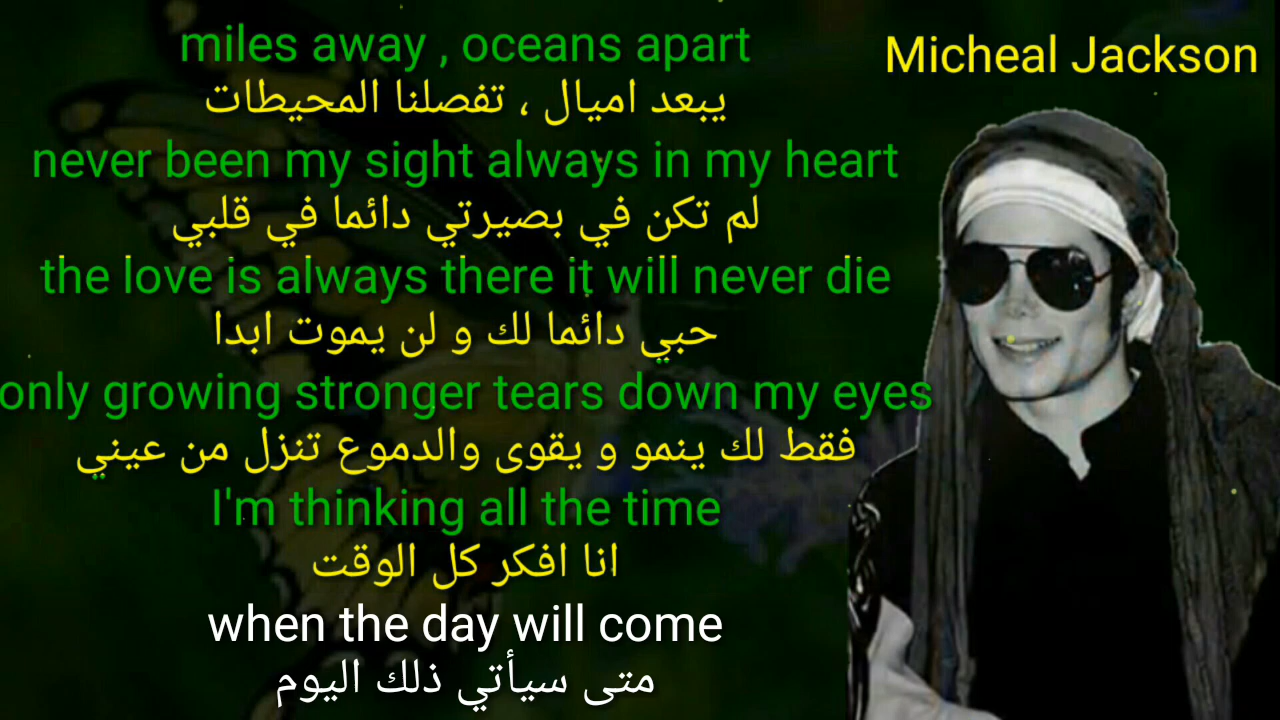 miles away , oceans apart
يبعد اميال ، تفصلنا المحيطات
never been my sight always in my heart
لم تكن في بصيرتي دائما في قلبي
the love is always there it will never die
حبي دائما لك و لن يموت ابدا
only growing stronger tears down my eyes
فقط لك ينمو و يقوى والدموع تنزل من عيني
I'm thinking all the time
انا افكر كل الوقت
when the day will come
متى سيأتي ذلك اليوم
Micheal Jackson